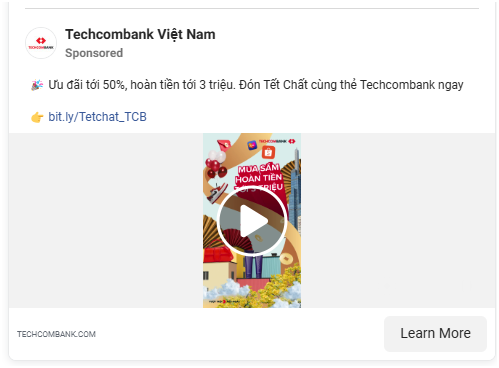 Techcombank Việt Nam
Sponsored
TECHCOMBANK
🎉 Ưu đãi tới 50%, hoàn tiền tới 3 triệu. Đón Tết Chất cùng thẻ Techcombank ngay
👉 bit.ly/Tetchat_TCB
TECHCOMBANK
MUA SẮM
HOÀN TIỀN
TRIỆU
TECHCOMBANK.COM
Learn More